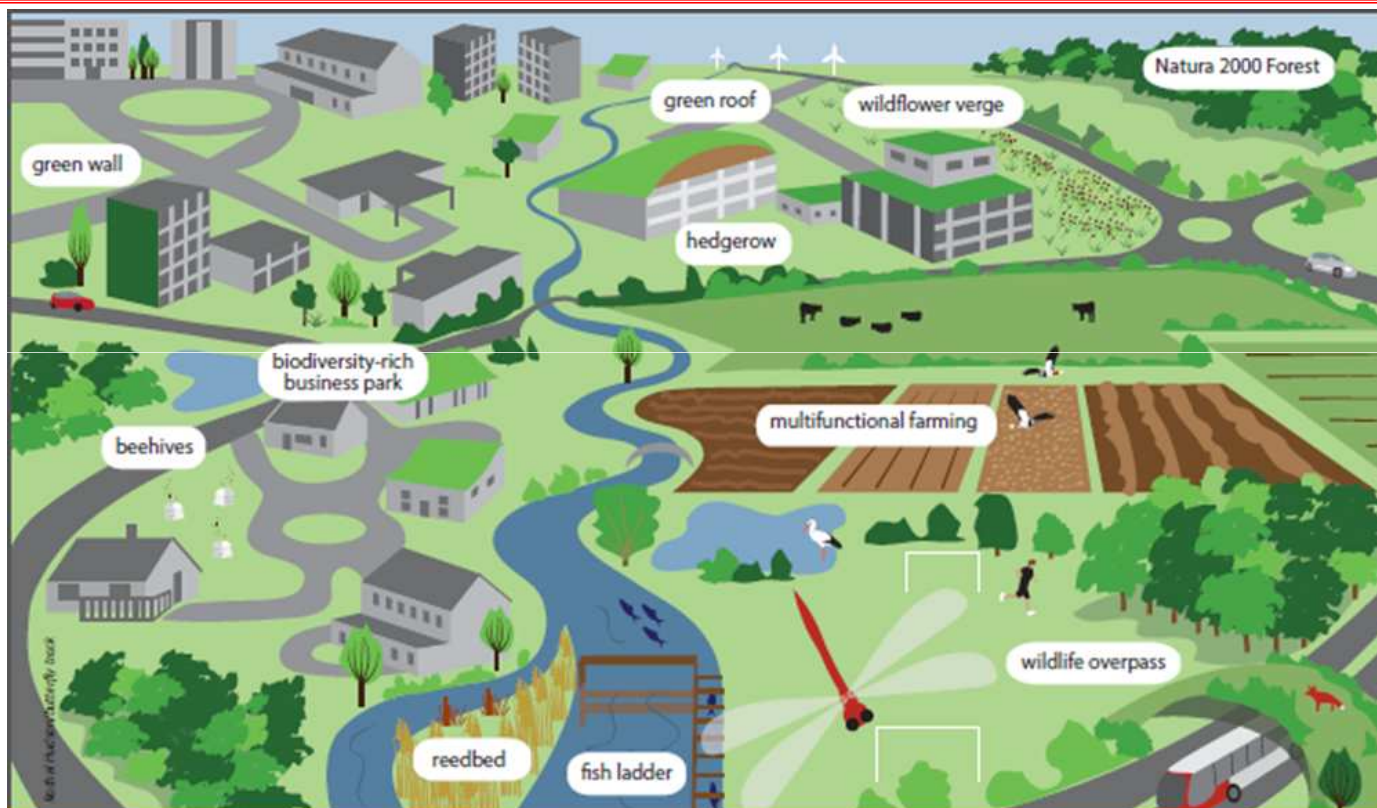 Natura 2000 Forest
green roof
wildflower verge
green wall
hedgerow
biodiversity-rich
business park
multifunctional farming
beehives
wildlife overpass
reedbed
fish ladder